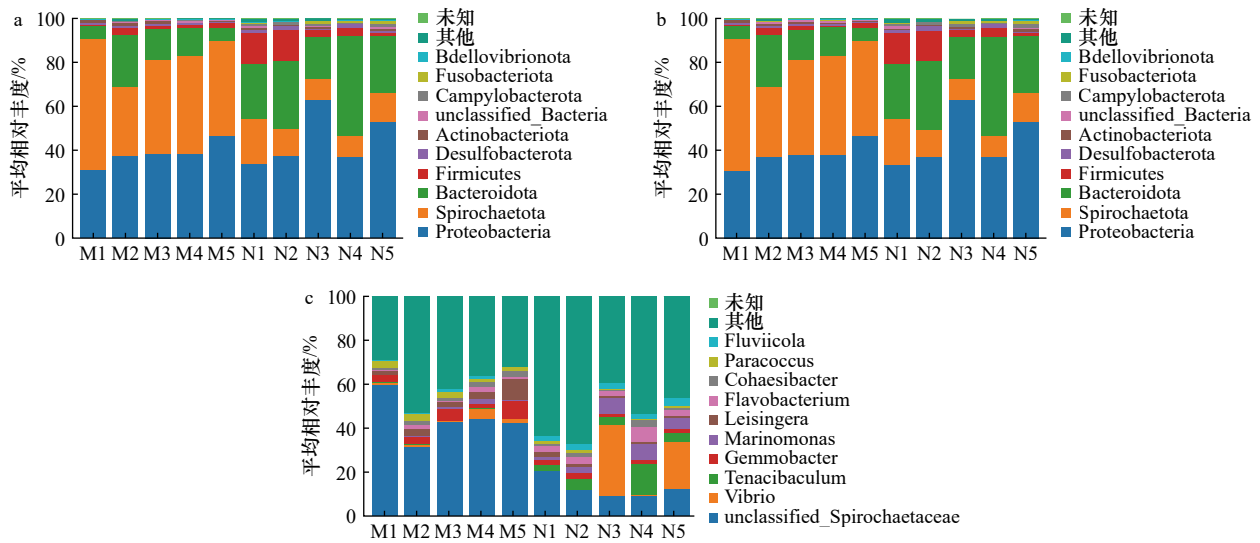 a
平均相对丰度/%
100
80
60
40
20
0
M1 M2 M3 M4 M5 N1 N2 N3 N4 N5
未知
其他
Bdellovibrionota
Fusobacteriota
Campylobacterota
unclassified_Bacteria
Actinobacteriota
Desulfobacterota
Firmicutes
Bacteroidota
Spirochaetota
Proteobacteria
b
平均相对丰度/%
100
80
60
40
20
0
M1 M2 M3 M4 M5 N1 N2 N3 N4 N5
未知
其他
Bdellovibrionota
Fusobacteriota
Campylobacterota
unclassified_Bacteria
Actinobacteriota
Desulfobacterota
Firmicutes
Bacteroidota
Spirochaetota
Proteobacteria
c
平均相对丰度/%
100
80
60
40
20
0
M1 M2 M3 M4 M5 N1 N2 N3 N4 N5
未知
其他
Fluviicola
Paracoccus
Cohaesibacter
Flavobacterium
Leisingera
Marinomonas
Gemmobacter
Tenacibaculum
Vibrio
unclassified_Spirochaetaceae